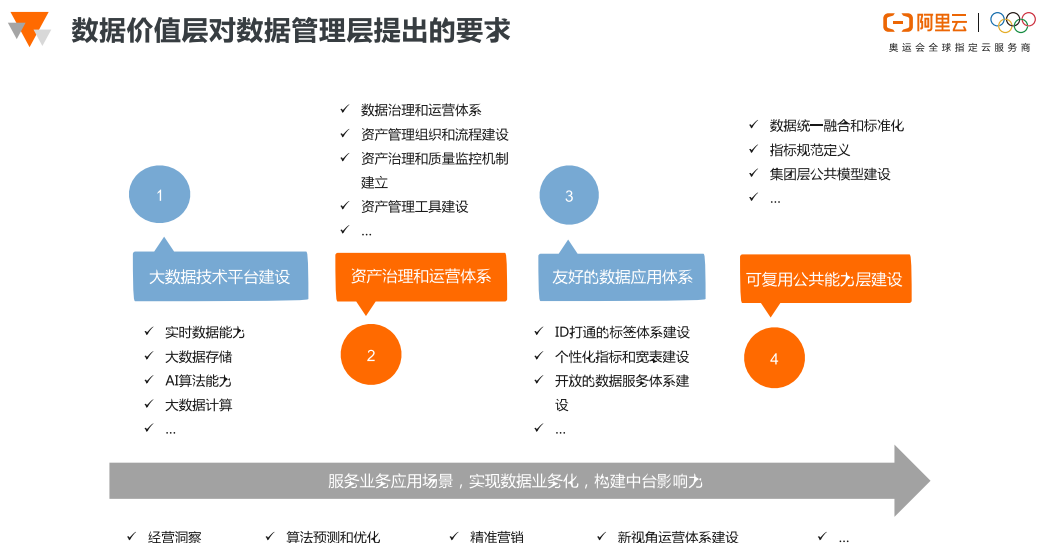 数据价值层对数据管理层提出的要求
阿里云
奥运会全球指定云服务商
1
大数据技术平台建设
✓ 实时数据能力
✓ 大数据存储
✓ AI算法能力
✓ 大数据计算
✓ ...
✓ 数据治理和运营体系
✓ 资产管理组织和流程建设
✓ 资产治理和质量监控机制
建立
✓ 资产管理工具建设
✓ ...
资产治理和运营体系
2
3
友好的数据应用体系
✓ ID打通的标签体系建设
✓ 个性化指标和宽表建设
✓ 开放的数据服务体系建
设
✓ ...
✓ 数据统一融合和标准化
✓ 指标规范定义
✓ 集团层公共模型建设
✓ ...
可复用公共能力层建设
4
服务业务应用场景，实现数据业务化，构建中台影响力
✓ 经营洞察
✓ 算法预测和优化
✓ 精准营销
✓ 新视角运营体系建设
✓ ...